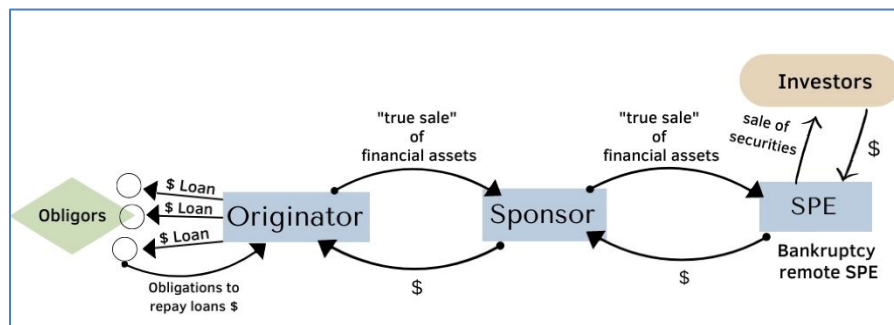 Investors
"true sale"
of
financial assets
"true sale"
of
financial assets
sale of
securities
$
$ Loan
$ Loan
$ Loan
Obligors
Originator
Sponsor
SPE
Bankruptcy
remote SPE
Obligations to
repay loans $
$
$